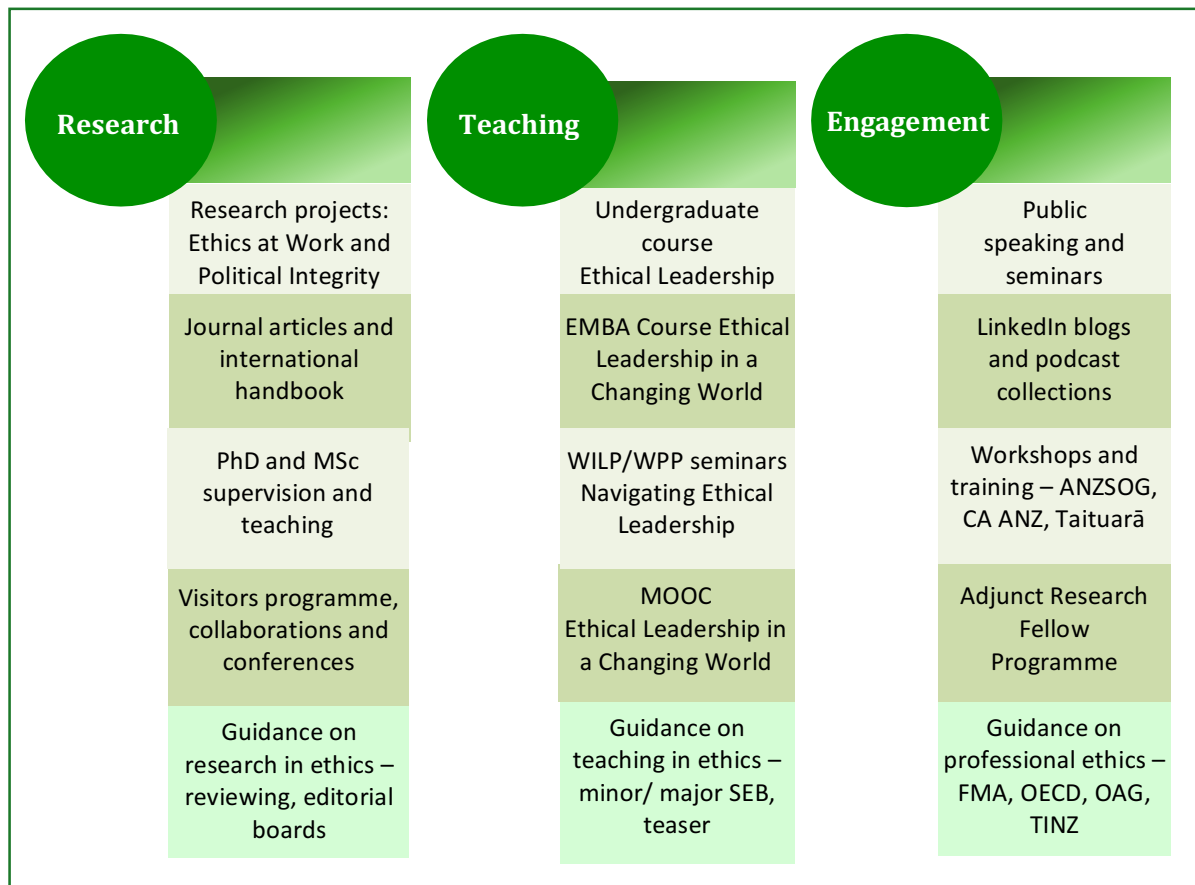 Research
Research projects:
Ethics at Work and
Political Integrity
Journal articles and
international
handbook
PhD and MSc
supervision and
teaching
Visitors programme,
collaborations and
conferences
Guidance on
research in ethics –
reviewing, editorial
boards
Teaching
Undergraduate
course
Ethical Leadership
EMBA Course Ethical
Leadership in a
Changing World
WILP/WPP seminars
Navigating Ethical
Leadership
MOOC
Ethical Leadership in
a Changing World
Guidance on
teaching in ethics –
minor/ major SEB,
teaser
Engagement
Public
speaking and
seminars
LinkedIn blogs
and podcast
collections
Workshops and
training – ANZSOG,
CA ANZ, Taituarā
Adjunct Research
Fellow
Programme
Guidance on
professional ethics –
FMA, OECD, OAG,
TINZ